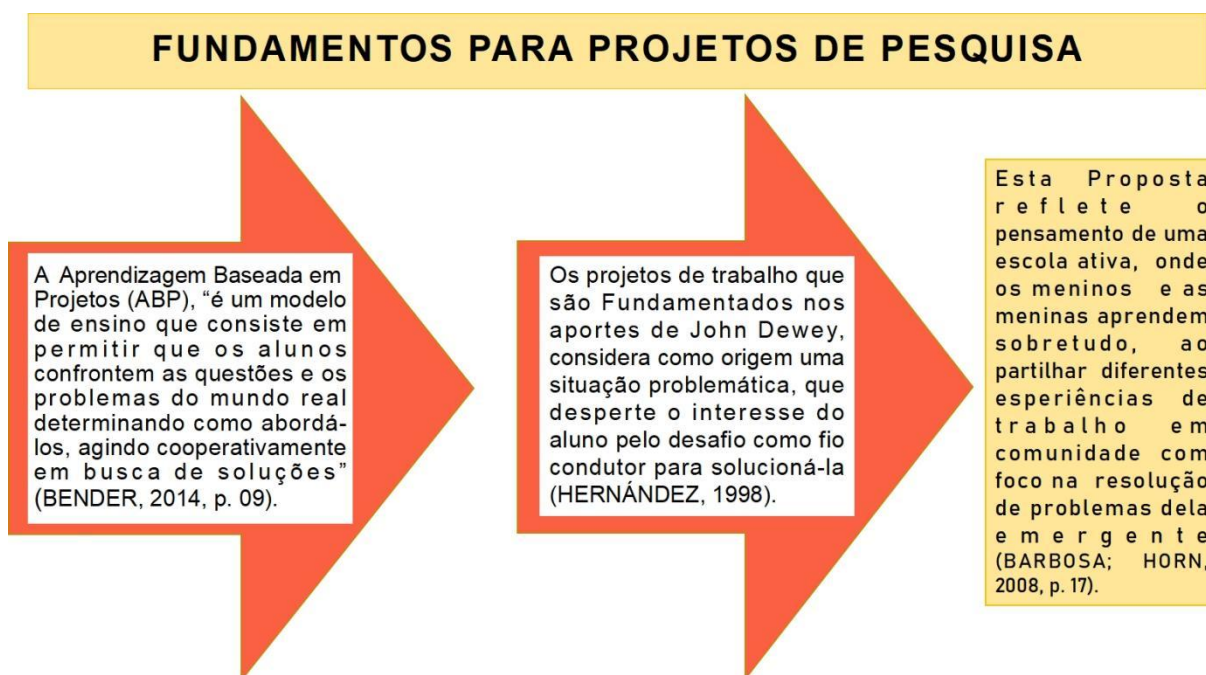 FUNDAMENTOS PARA PROJETOS DE PESQUISA
A Aprendizagem Baseada em
Projetos (ABP), “é um modelo
de ensino que consiste em
permitir que os alunos
confrontem as questões e os
problemas do mundo real
determinando como abordá-
los, agindo cooperativamente
em busca de soluções”
(BENDER, 2014, p. 09).
Os projetos de trabalho que
são Fundamentados nos
aportes de John Dewey,
considera como origem uma
situação problemática, que
desperte o interesse do
aluno pelo desafio como fio
condutor para solucioná-la
(HERNÁNDEZ, 1998).
Esta Proposta
reflete o
pensamento de uma
escola ativa, onde
os meninos e as
meninas aprendem
sobretudo, ao
partilhar diferentes
esperiências de
trabalho em
comunidade com
foco na resolução
de problemas dela
emergente
(BARBOSA; HORN,
2008, p. 17).